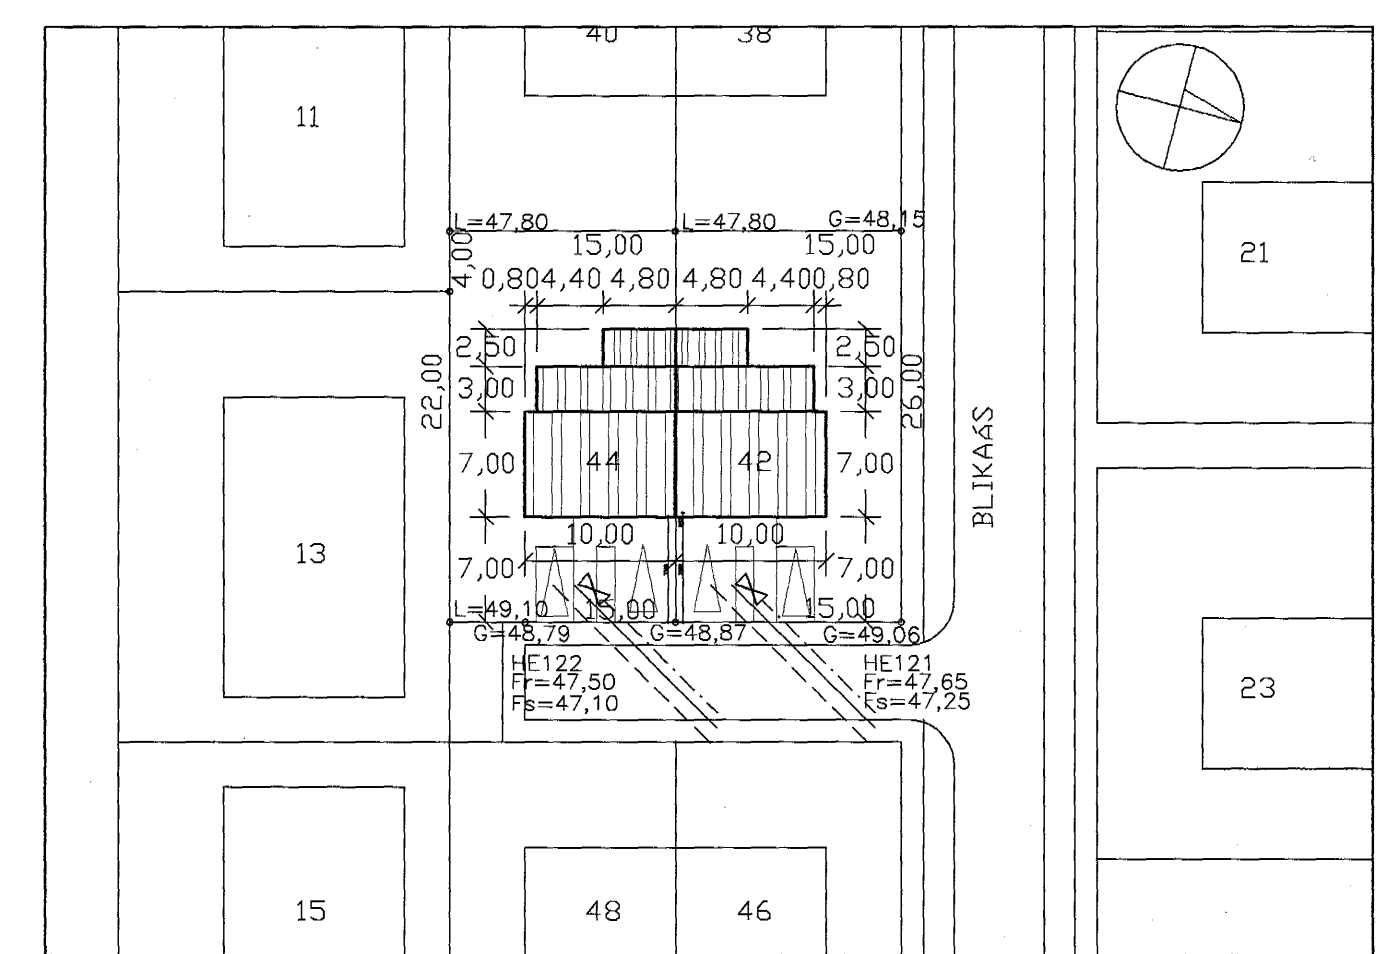 40 38
11
L=47,80 L=47,80 G=48,15
15,00 15,00
4,00
0,80 4,40 4,80 4,80 4,40 0,80
21
2,50 2,50
3,00 3,00
22,00 26,00
BLIKAÁS
7,00 44 42 7,00
10,00 10,00
13
7,00 7,00
L=49,10 15,00 15,00
G=48,79 G=48,87 G=49,06
HE122 HE121
Fr=47,50 Fr=47,65
Fs=47,10 Fs=47,25
23
15 48 46